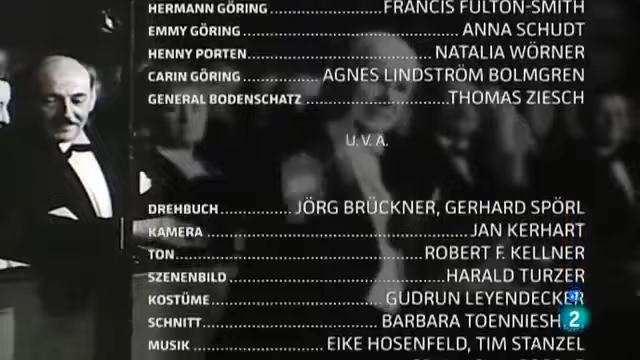 HERMANN GÖRING.................FRANCIS FULTON-SMITH
EMMY GÖRING.................................ANNA SCHUDT
HENNY PORTEN............................NATALIA WÖRNER
CARIN GÖRING............AGNES LINDSTRÖM BOLMGREN
GENERAL BODENSCHATZ......................THOMAS ZIESCH
U.V.A.
DREHBUCH.............JÖRG BRÜCKNER, GERHARD SPÖRL
KAMERA..........................................JAN KERHART
TON..................................ROBERT F. KELLNER
SZENENBILD................................HARALD TURZER
KOSTÜME............................GUDRUN LEYENDECKER
SCHNITT............................BARBARA TOENNIESH
MUSIK....................EIKE HOSENFELD, TIM STANZEL
2